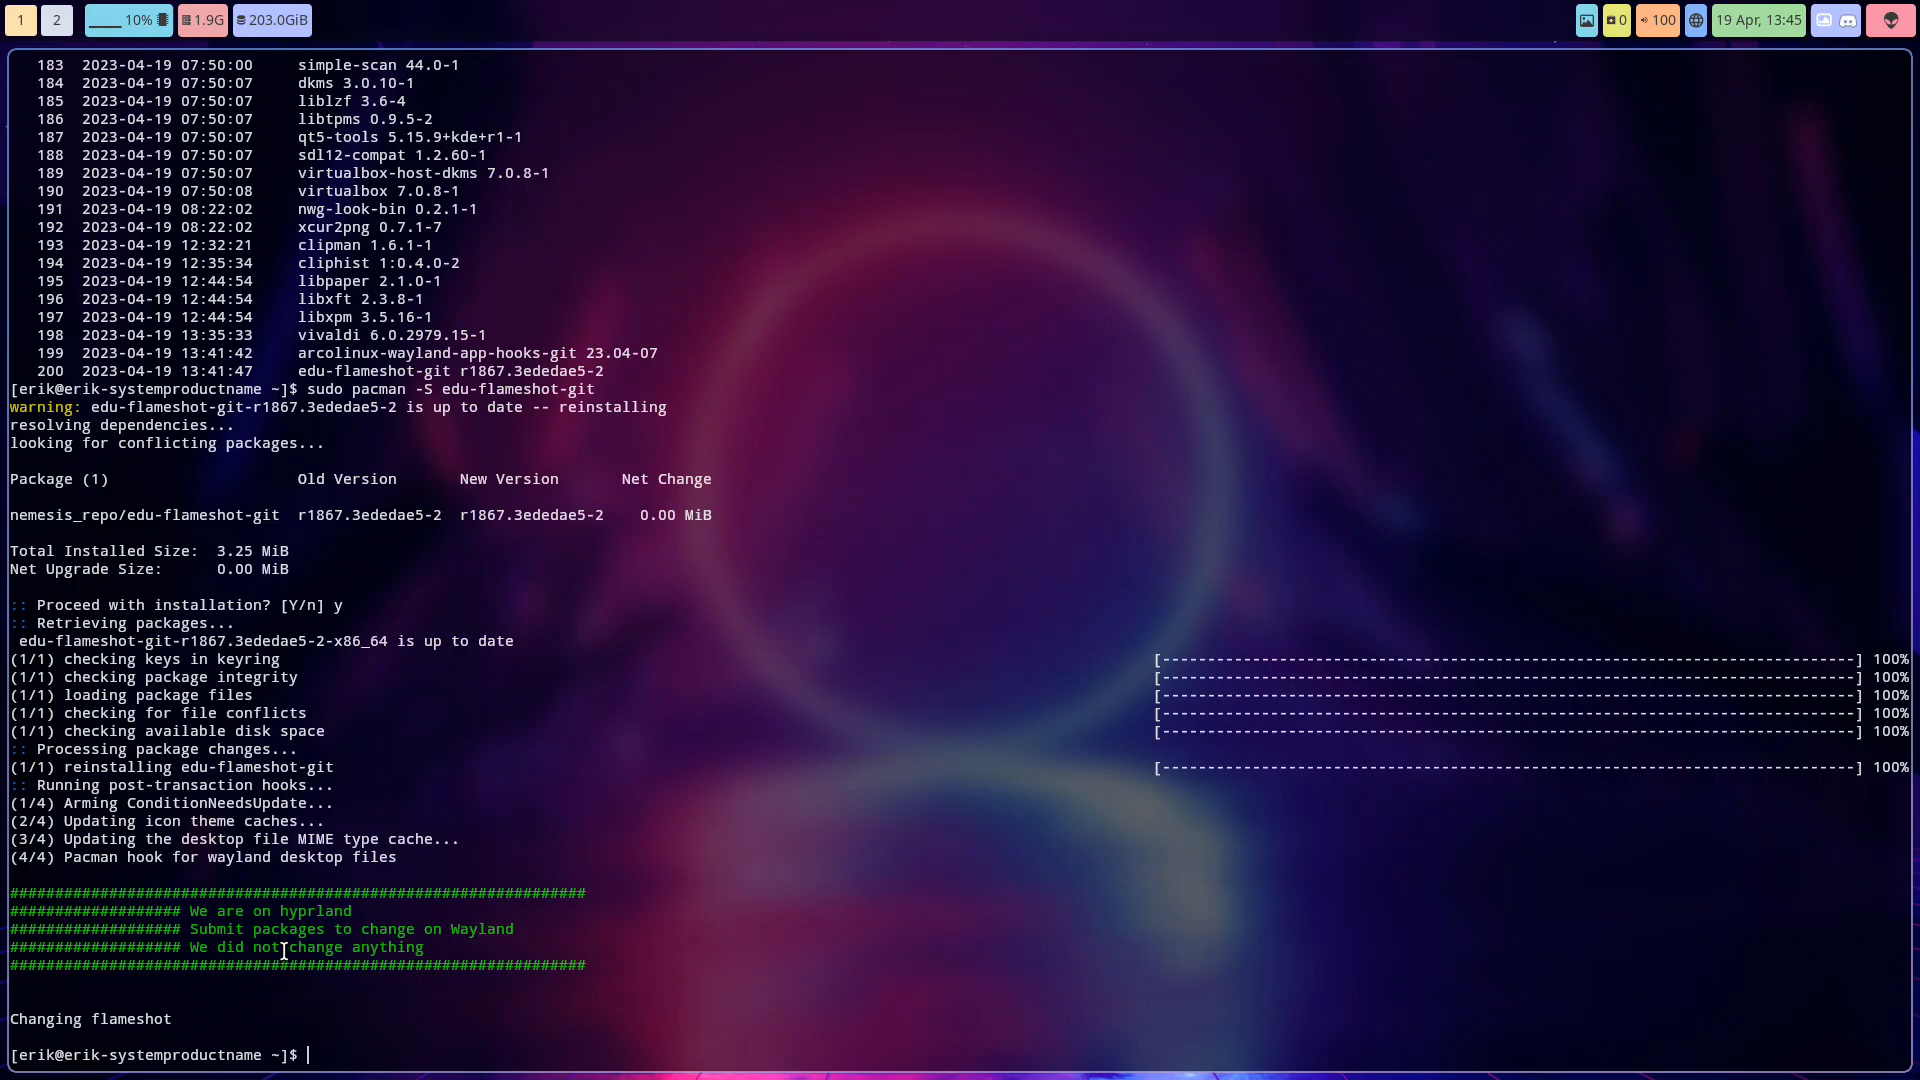 1 2 10% 1.9G 203.0GiB 0 100 19 Apr, 13:45
183 2023-04-19 07:50:00 simple-scan 44.0-1
184 2023-04-19 07:50:07 dkms 3.0.10-1
185 2023-04-19 07:50:07 liblzf 3.6-4
186 2023-04-19 07:50:07 libtpms 0.9.5-2
187 2023-04-19 07:50:07 qt5-tools 5.15.9+kde+r1-1
188 2023-04-19 07:50:07 sdl12-compat 1.2.60-1
189 2023-04-19 07:50:07 virtualbox-host-dkms 7.0.8-1
190 2023-04-19 07:50:08 virtualbox 7.0.8-1
191 2023-04-19 08:22:02 nwg-look-bin 0.2.1-1
192 2023-04-19 08:22:02 xcur2png 0.7.1-7
193 2023-04-19 12:32:21 clipman 1.6.1-1
194 2023-04-19 12:35:34 cliphist 1:0.4.0-2
195 2023-04-19 12:44:54 libpaper 2.1.0-1
196 2023-04-19 12:44:54 libxft 2.3.8-1
197 2023-04-19 12:44:54 libxpm 3.5.16-1
198 2023-04-19 13:35:33 vivaldi 6.0.2979.15-1
199 2023-04-19 13:41:42 arcolinux-wayland-app-hooks-git 23.04-07
200 2023-04-19 13:41:47 edu-flameshot-git r1867.3ededae5-2
[erik@erik-systemproductname ~]$ sudo pacman -S edu-flameshot-git
warning: edu-flameshot-git-r1867.3ededae5-2 is up to date -- reinstalling
resolving dependencies...
looking for conflicting packages...
Package (1) Old Version New Version Net Change
nemesis_repo/edu-flameshot-git r1867.3ededae5-2 r1867.3ededae5-2 0.00 MiB
Total Installed Size: 3.25 MiB
Net Upgrade Size: 0.00 MiB
:: Proceed with installation? [Y/n] y
:: Retrieving packages...
edu-flameshot-git-r1867.3ededae5-2-x86_64 is up to date
(1/1) checking keys in keyring [-----------------------------------------------------------------------------] 100%
(1/1) checking package integrity [-----------------------------------------------------------------------------] 100%
(1/1) loading package files [-----------------------------------------------------------------------------] 100%
(1/1) checking for file conflicts [-----------------------------------------------------------------------------] 100%
(1/1) checking available disk space [-----------------------------------------------------------------------------] 100%
:: Processing package changes...
(1/1) reinstalling edu-flameshot-git [-----------------------------------------------------------------------------] 100%
:: Running post-transaction hooks...
(1/4) Arming ConditionNeedsUpdate...
(2/4) Updating icon theme caches...
(3/4) Updating the desktop file MIME type cache...
(4/4) Pacman hook for wayland desktop files
################################################################
################### We are on hyprland
################### Submit packages to change on Wayland
################### We did not change anything
################################################################
Changing flameshot
[erik@erik-systemproductname ~]$